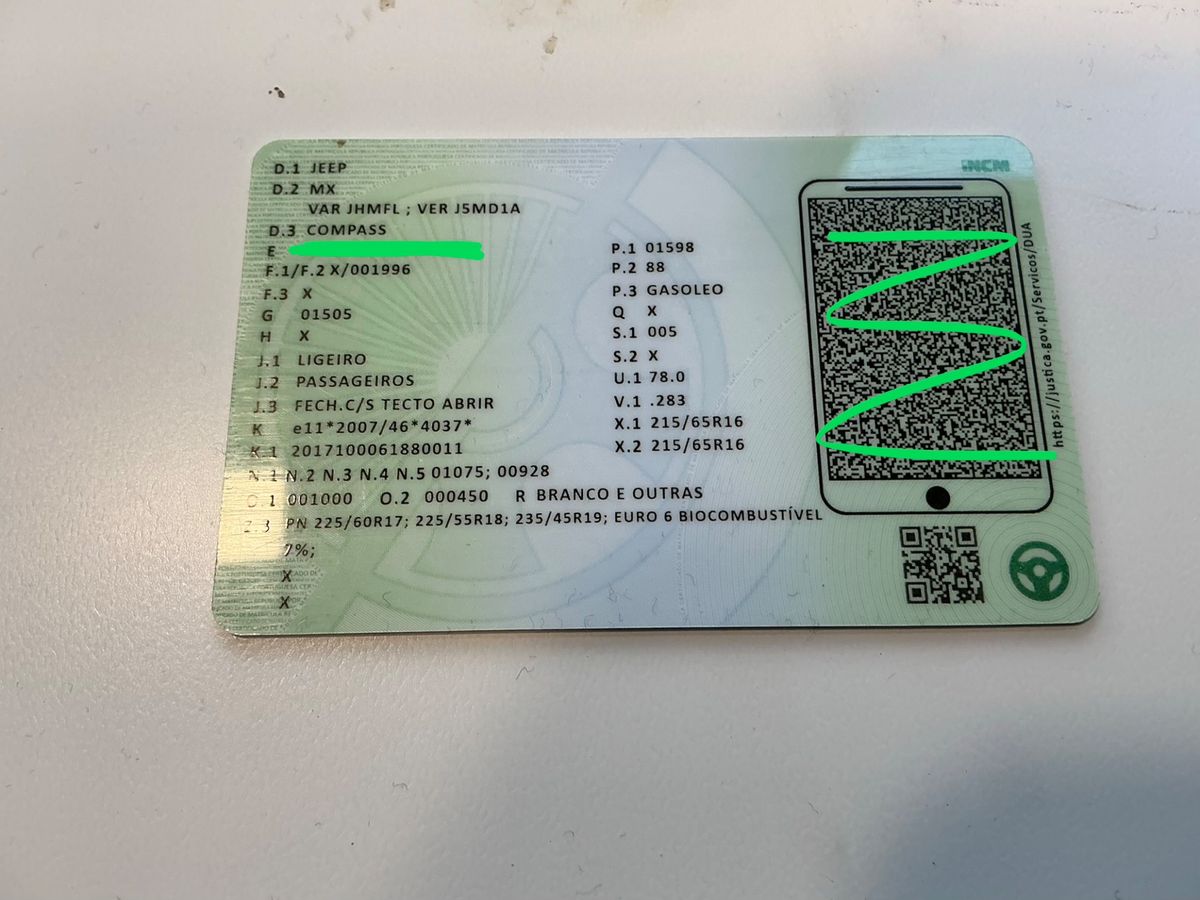 D.1 JEEP
D.2 MX
VAR JHMFL ; VER J5MD1A
D.3 COMPASS
E
F.1/F.2 X/001996
F.3 X
G 01505
H X
J.1 LIGEIRO
J.2 PASSAGEIROS
J.3 FECH.C/S TECTO ABRIR
K e11*2007/46*4037*
K.1 2017100061880011
N.1 N.2 N.3 N.4 N.5 01075; 00928
O.1 001000 O.2 000450 R BRANCO E OUTRAS
Z.3 PN 225/60R17; 225/55R18; 235/45R19; EURO 6 BIOCOMBUSTÍVEL
7%;
X
X
P.1 01598
P.2 88
P.3 GASOLEO
Q X
S.1 005
S.2 X
U.1 78.0
V.1 .283
X.1 215/65R16
X.2 215/65R16
INCM
https://justica.gov.pt/Servicos/DUA